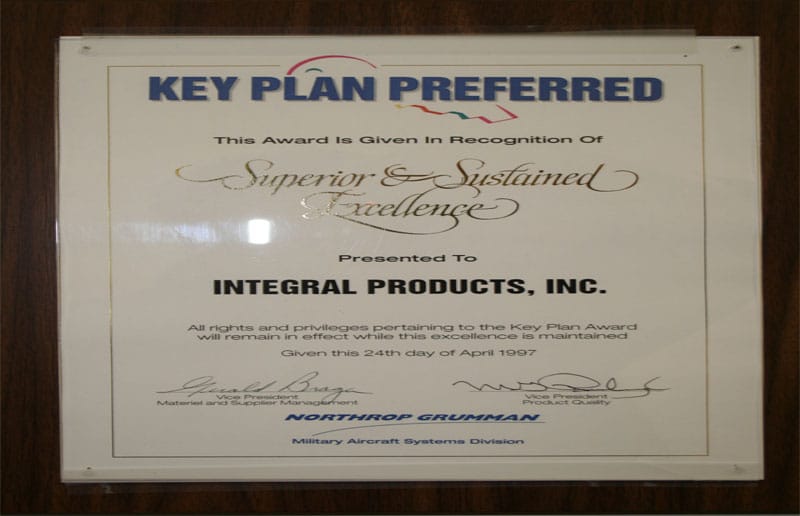 KEY PLAN PREFERRED
This Award Is Given In Recognition Of
Superior & Sustained
Excellence
Presented To
INTEGRAL PRODUCTS, INC.
All rights and privileges pertaining to the Key Plan Award
will remain in effect while this excellence is maintained
Given this 24th day of April 1997
Gerald Braga
Vice President Vice President
Materiel and Supplier Management Product Quality
NORTHROP GRUMMAN
Military Aircraft Systems Division